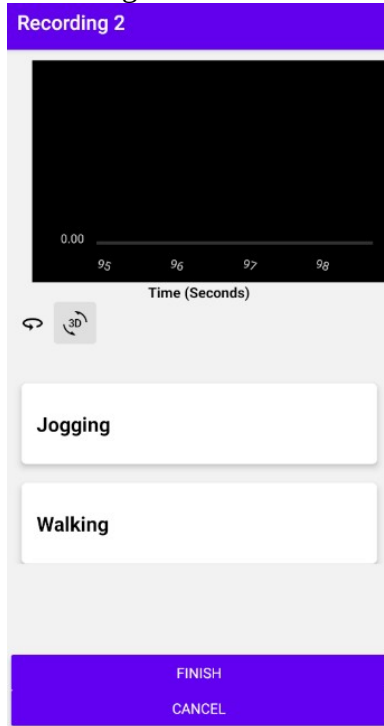 Recording 2
0.00
95 96 97 98
Time (Seconds)
3D
Jogging
Walking
FINISH
CANCEL